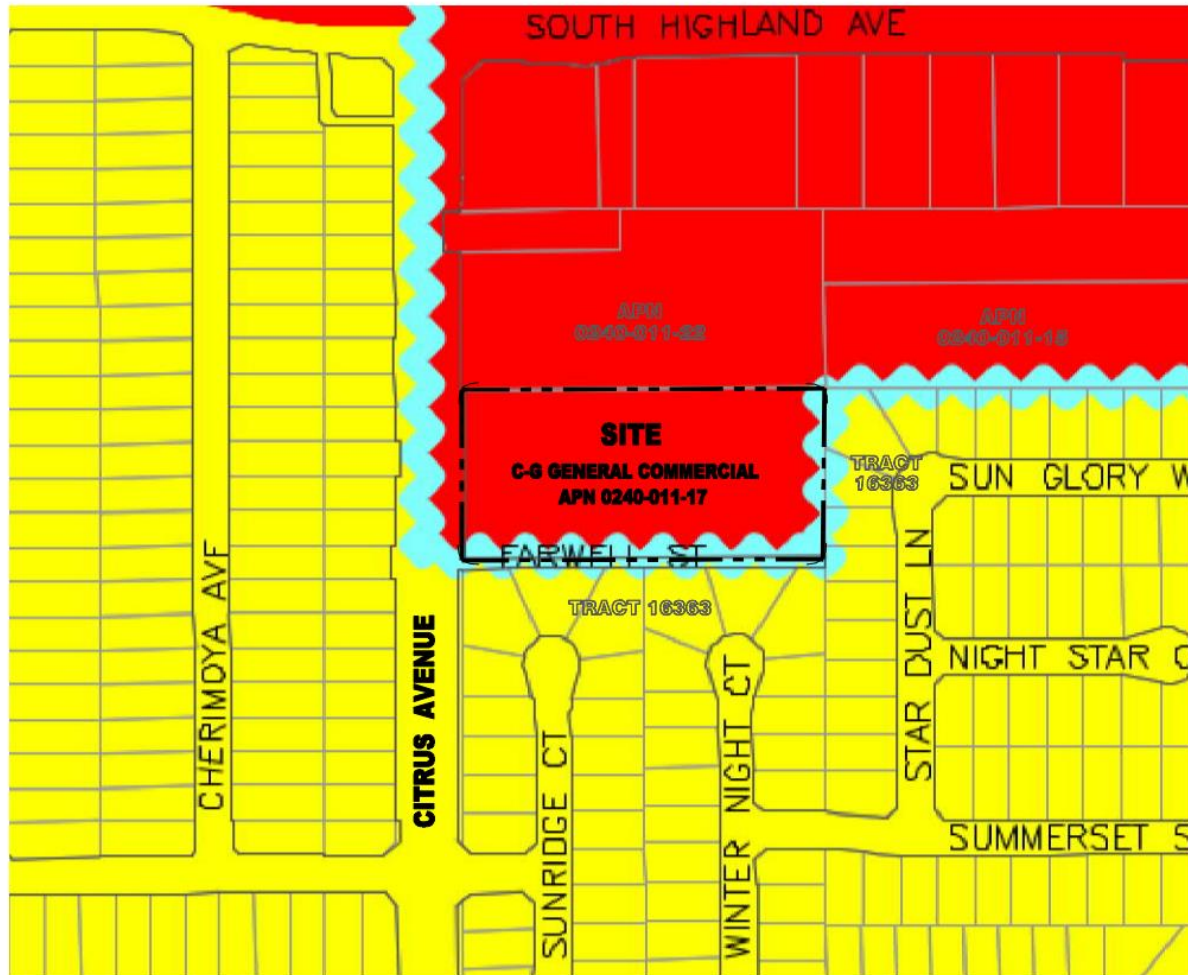 SOUTH HIGHLAND AVE
APN
0240-011-22
APN
0240-011-15
SITE
C-G GENERAL COMMERCIAL
APN 0240-011-17
TRACT
16363
SUN GLORY W
FARWELL ST
TRACT 16363
CHERIMOYA AVE
CITRUS AVENUE
STAR DUST LN
NIGHT STAR C
SUNRIDGE CT
WINTER NIGHT CT
SUMMERSET S